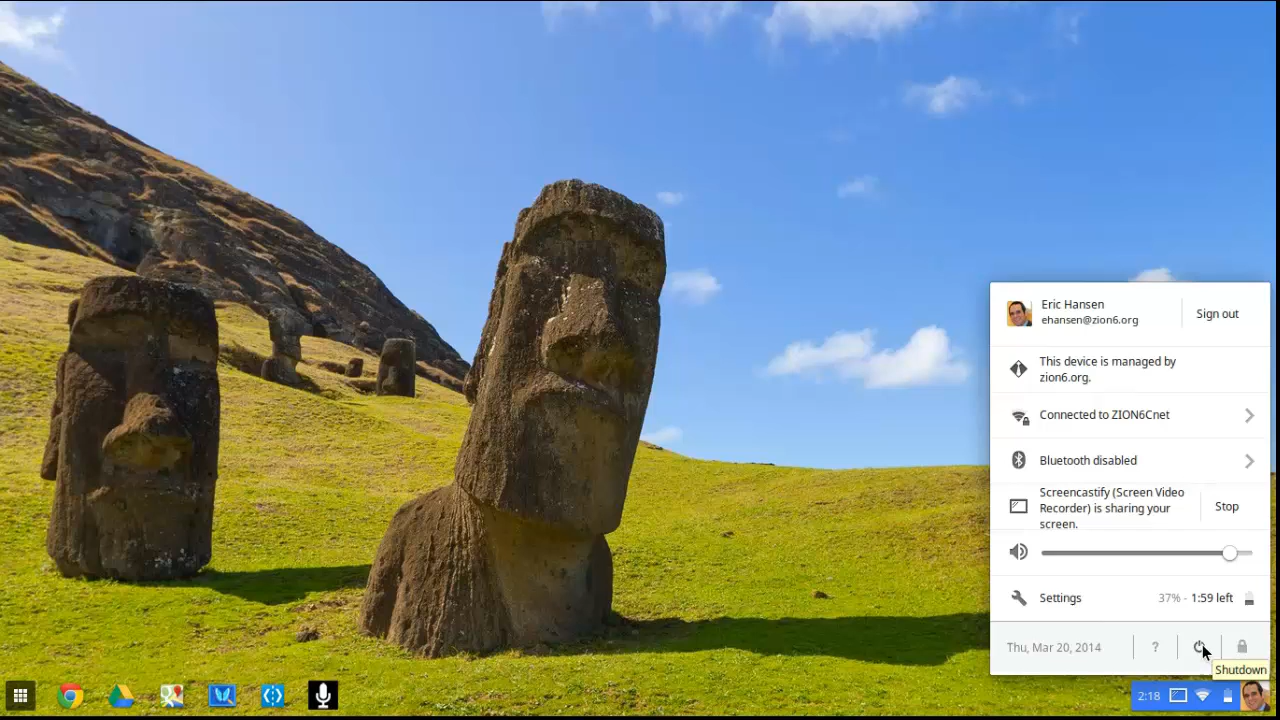 Eric Hansen
ehansen@zion6.org
Sign out
This device is managed by
zion6.org.
Connected to ZION6Cnet
Bluetooth disabled
Screencastify (Screen Video
Recorder) is sharing your
screen.
Stop
Settings
37% - 1:59 left
Thu, Mar 20, 2014
?
Shutdown
2:18